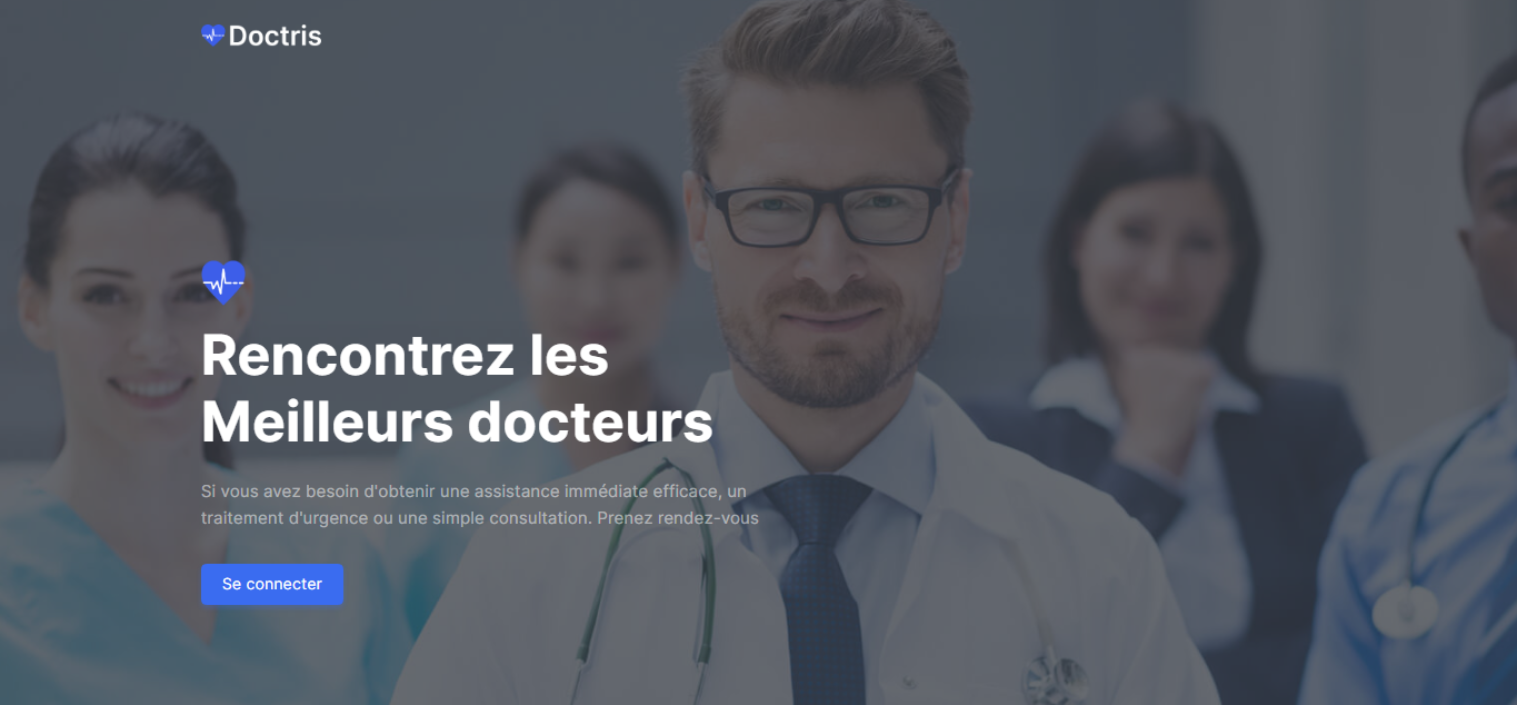 Doctris
Rencontrez les
Meilleurs docteurs
Si vous avez besoin d'obtenir une assistance immédiate efficace, un
traitement d'urgence ou une simple consultation. Prenez rendez-vous
Se connecter